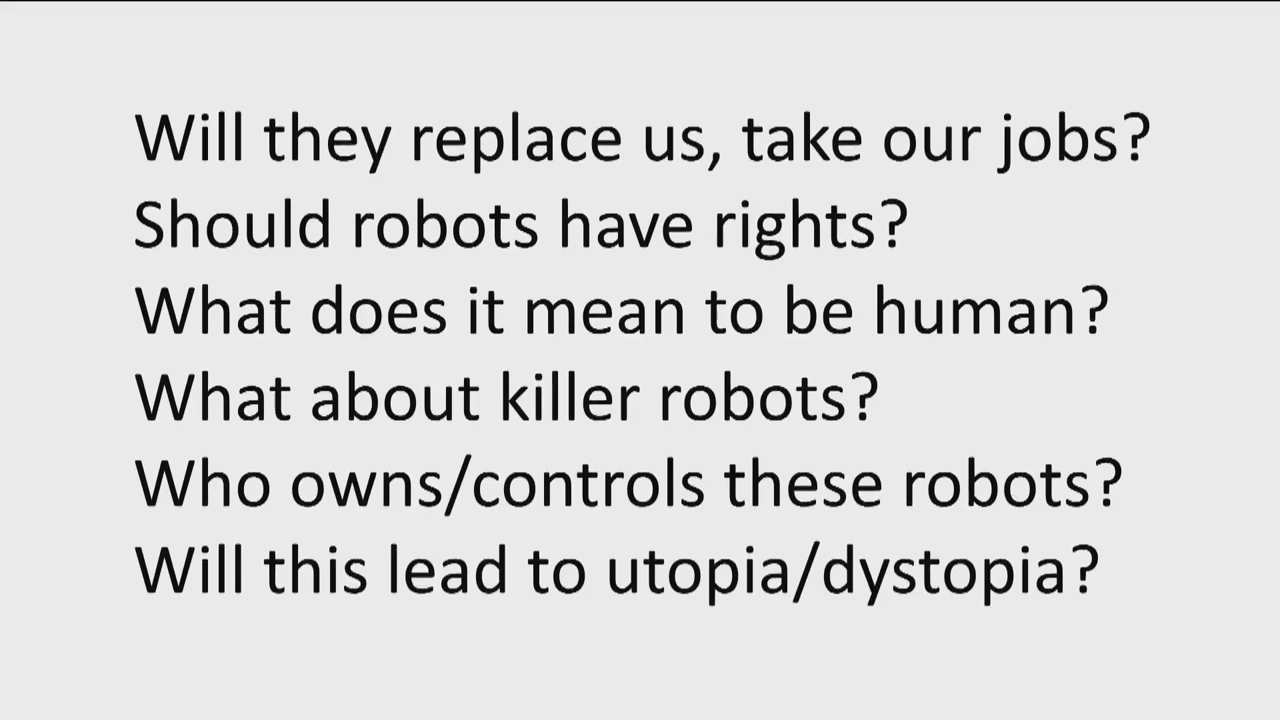 Will they replace us, take our jobs?
Should robots have rights?
What does it mean to be human?
What about killer robots?
Who owns/controls these robots?
Will this lead to utopia/dystopia?